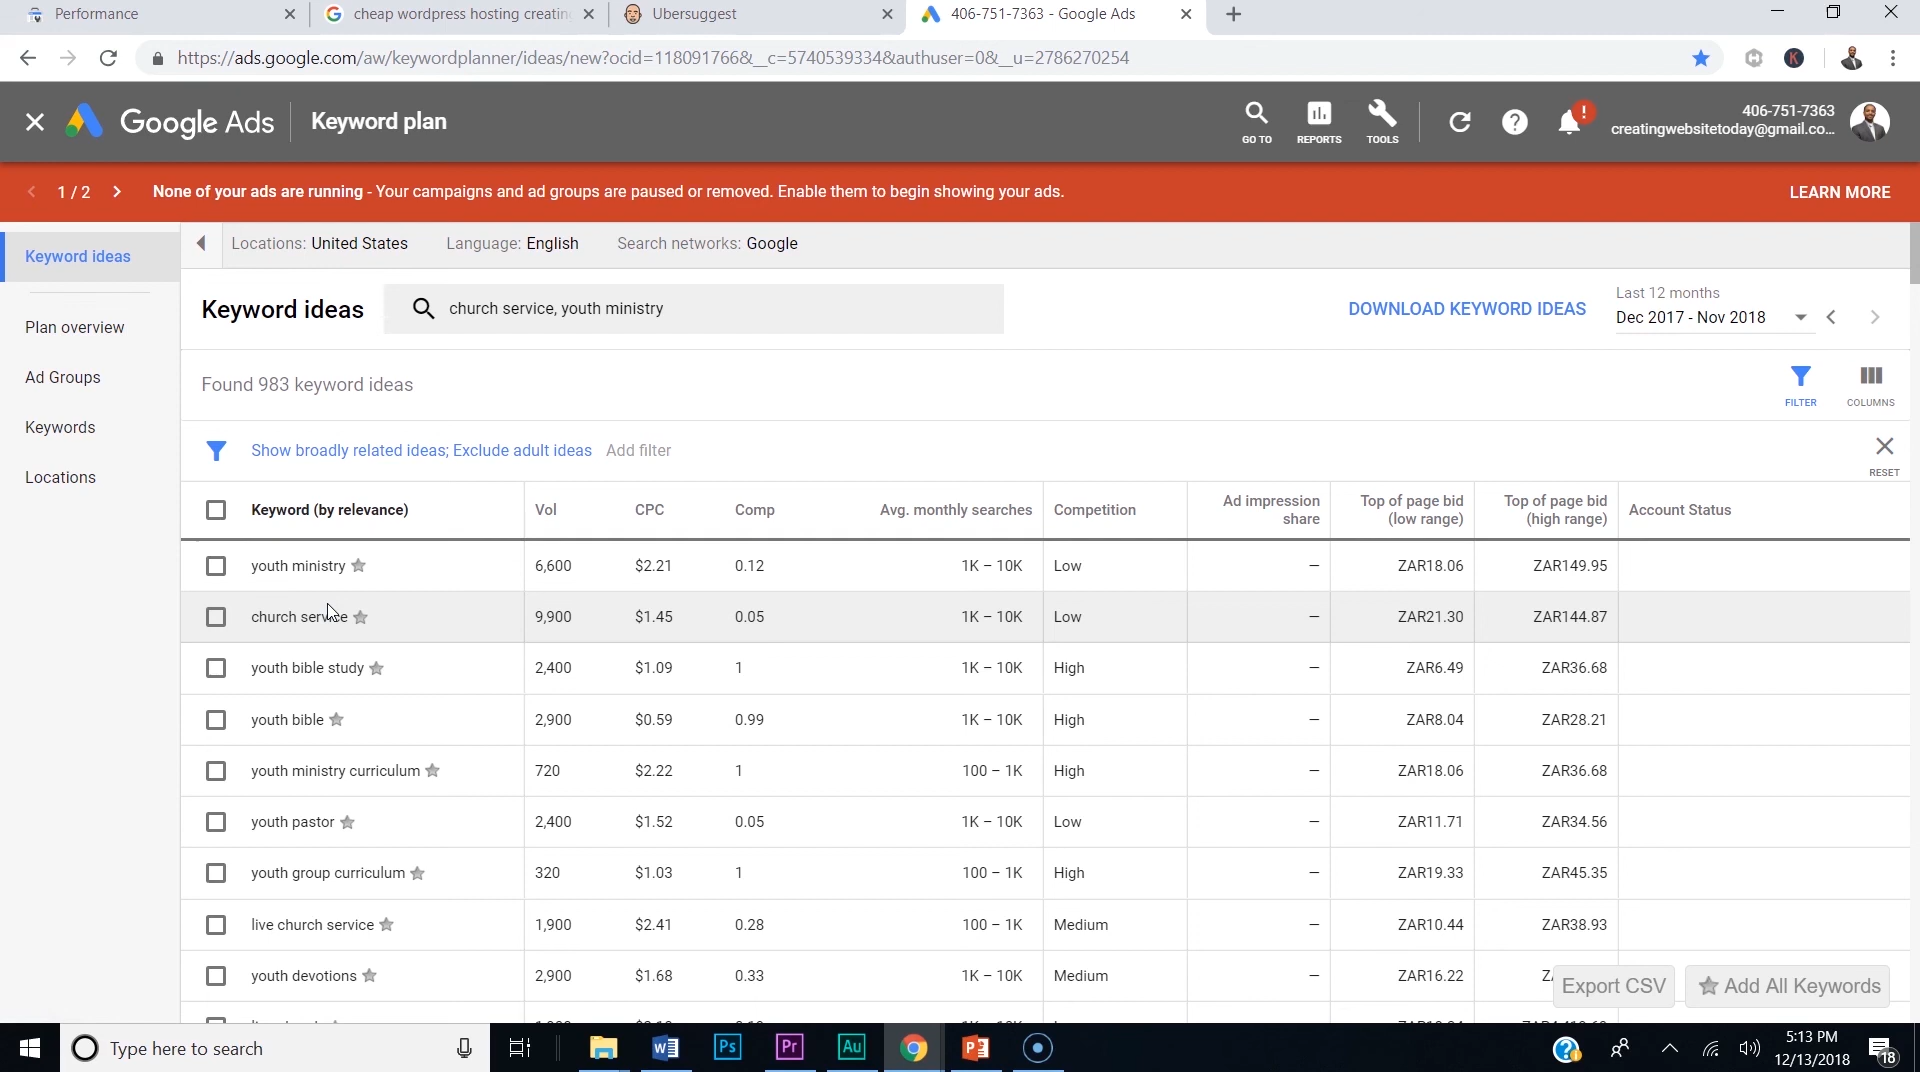 Performance
cheap wordpress hosting creating
Ubersuggest
406-751-7363 - Google Ads
https://ads.google.com/aw/keywordplanner/ideas/new?ocid=118091766&__c=5740539334&authuser=0&__u=2786270254
K
Google Ads
Keyword plan
GO TO
REPORTS
TOOLS
?
!
406-751-7363
creatingwebsitetoday@gmail.co...
1 / 2
None of your ads are running - Your campaigns and ad groups are paused or removed. Enable them to begin showing your ads.
LEARN MORE
Keyword ideas
Plan overview
Ad Groups
Keywords
Locations
Locations: United States
Language: English
Search networks: Google
Keyword ideas
church service, youth ministry
DOWNLOAD KEYWORD IDEAS
Last 12 months
Dec 2017 - Nov 2018
Found 983 keyword ideas
FILTER
COLUMNS
Show broadly related ideas; Exclude adult ideas Add filter
RESET
Keyword (by relevance) Vol CPC Comp Avg. monthly searches Competition Ad impression share Top of page bid (low range) Top of page bid (high range) Account Status
youth ministry 6,600 $2.21 0.12 1K – 10K Low – ZAR18.06 ZAR149.95
church service 9,900 $1.45 0.05 1K – 10K Low – ZAR21.30 ZAR144.87
youth bible study 2,400 $1.09 1 1K – 10K High – ZAR6.49 ZAR36.68
youth bible 2,900 $0.59 0.99 1K – 10K High – ZAR8.04 ZAR28.21
youth ministry curriculum 720 $2.22 1 100 – 1K High – ZAR18.06 ZAR36.68
youth pastor 2,400 $1.52 0.05 1K – 10K Low – ZAR11.71 ZAR34.56
youth group curriculum 320 $1.03 1 100 – 1K High – ZAR19.33 ZAR45.35
live church service 1,900 $2.41 0.28 100 – 1K Medium – ZAR10.44 ZAR38.93
youth devotions 2,900 $1.68 0.33 1K – 10K Medium – ZAR16.22
Export CSV
Add All Keywords
Type here to search
W
Ps
Pr
Au
P
5:13 PM
12/13/2018
18